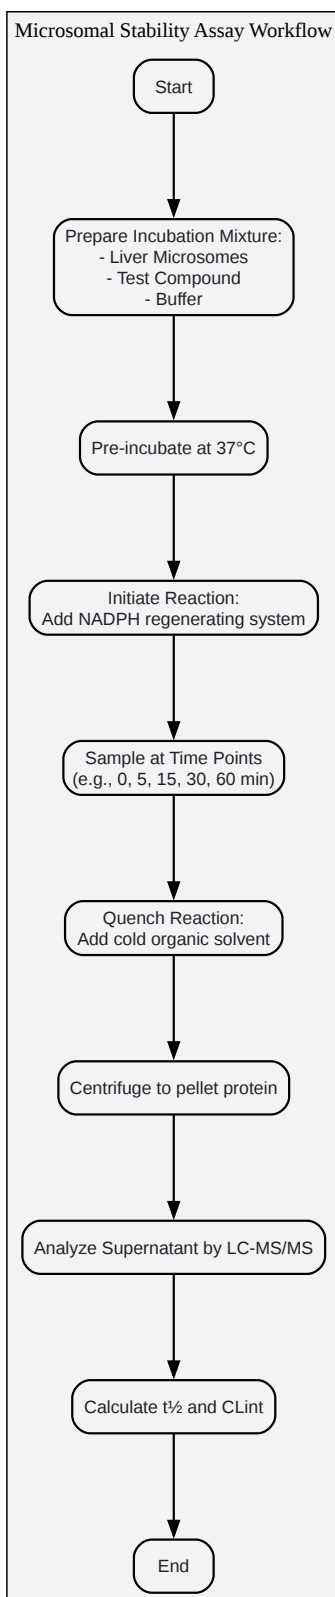 Microsomal Stability Assay Workflow
Start
Prepare Incubation Mixture:
- Liver Microsomes
- Test Compound
- Buffer
Pre-incubate at 37°C
Initiate Reaction:
Add NADPH regenerating system
Sample at Time Points
(e.g., 0, 5, 15, 30, 60 min)
Quench Reaction:
Add cold organic solvent
Centrifuge to pellet protein
Analyze Supernatant by LC-MS/MS
Calculate t½ and CLint
End